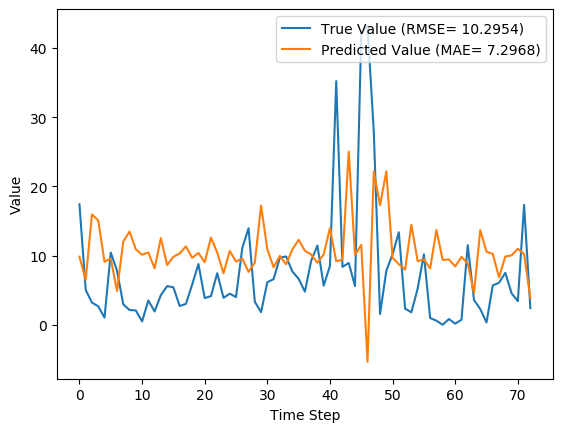 True Value (RMSE= 10.2954)
Predicted Value (MAE= 7.2968)
40
30
20
10
0
Value
0 10 20 30 40 50 60 70
Time Step